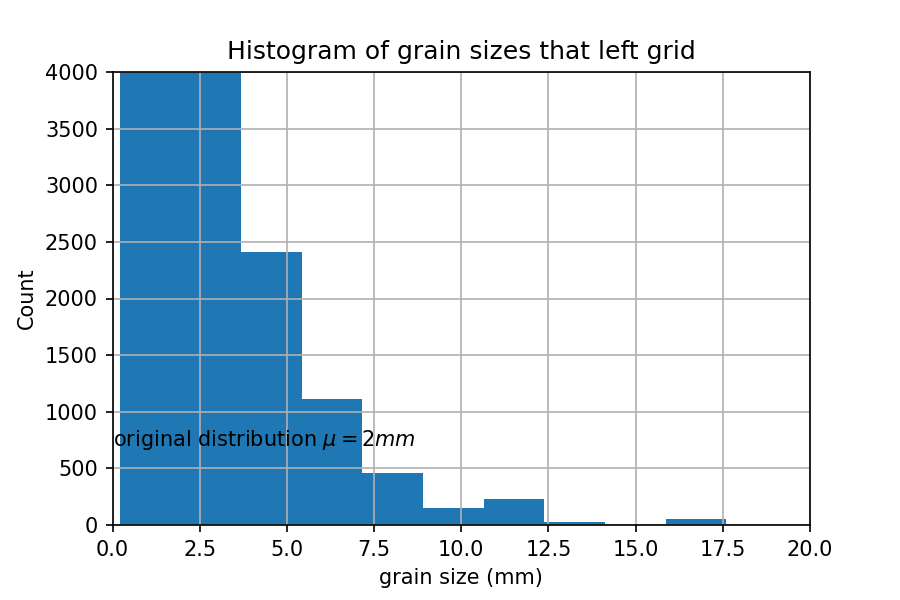 Histogram of grain sizes that left grid
4000
3500
3000
2500
2000
1500
1000
500
0
Count
original distribution μ = 2mm
0.0 2.5 5.0 7.5 10.0 12.5 15.0 17.5 20.0
grain size (mm)